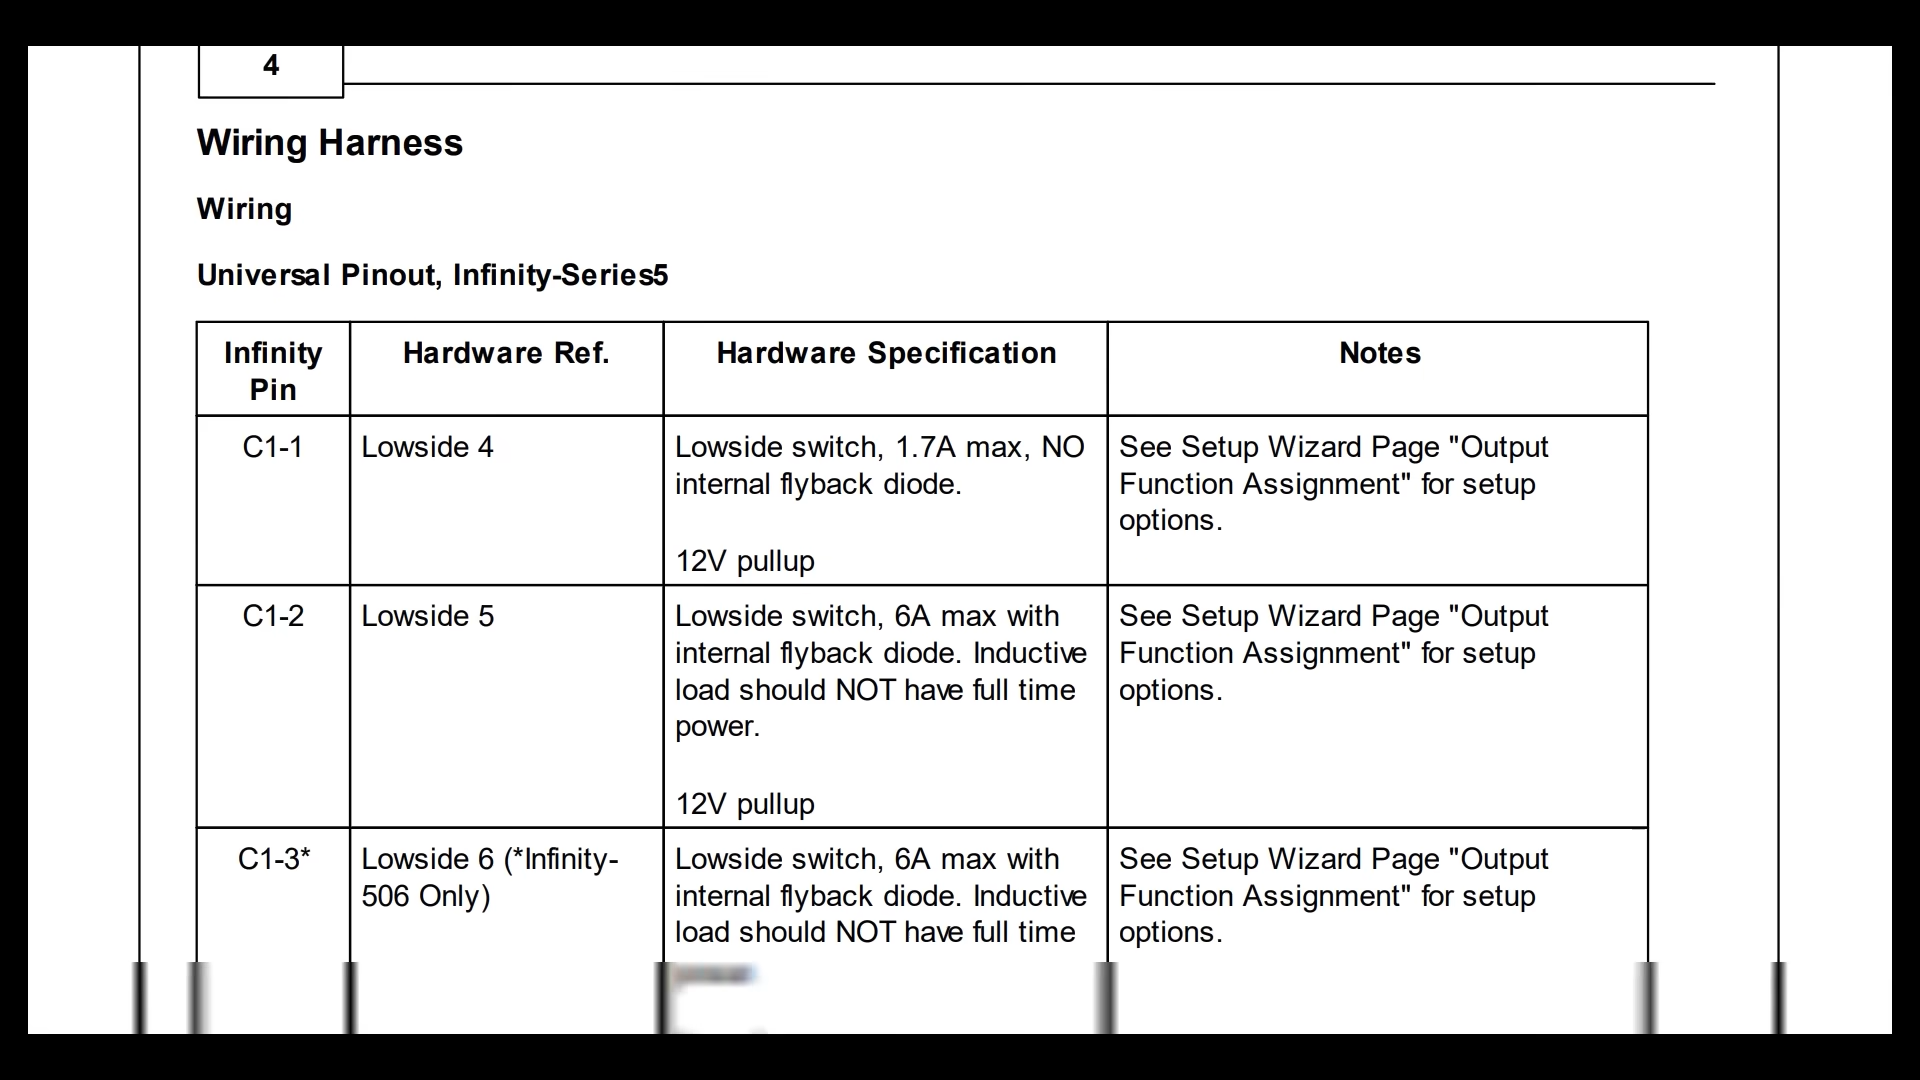 4
Wiring Harness
Wiring
Universal Pinout, Infinity-Series5
Infinity Pin
Hardware Ref.
Hardware Specification
Notes
C1-1
Lowside 4
Lowside switch, 1.7A max, NO
internal flyback diode.
12V pullup
See Setup Wizard Page "Output
Function Assignment" for setup
options.
C1-2
Lowside 5
Lowside switch, 6A max with
internal flyback diode. Inductive
load should NOT have full time
power.
12V pullup
See Setup Wizard Page "Output
Function Assignment" for setup
options.
C1-3*
Lowside 6 (*Infinity-
506 Only)
Lowside switch, 6A max with
internal flyback diode. Inductive
load should NOT have full time
See Setup Wizard Page "Output
Function Assignment" for setup
options.